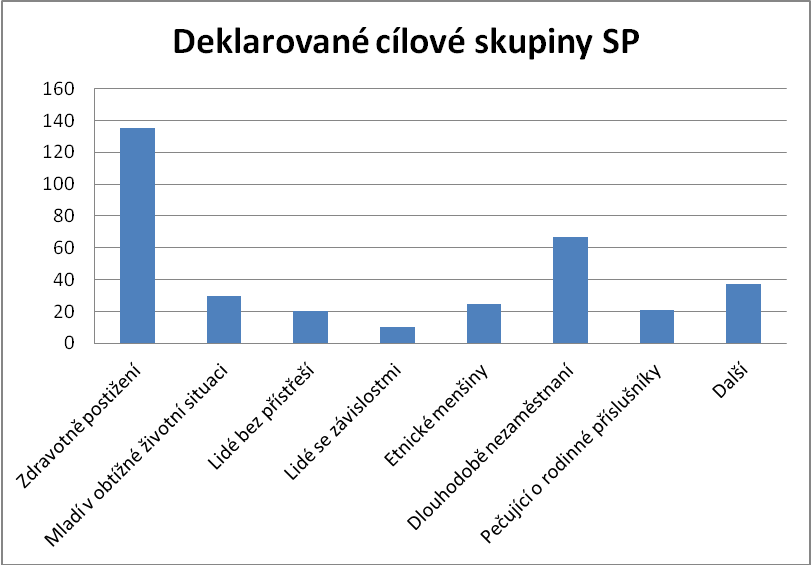 Deklarované cílové skupiny SP
160
140
120
100
80
60
40
20
0
Zdravotně postižení
Mladí v obtížné životní situaci
Lidé bez přístřeší
Lidé se závislostmi
Etnické menšiny
Dlouhodobě nezaměstnaní
Pečující o rodinné příslušníky
Další